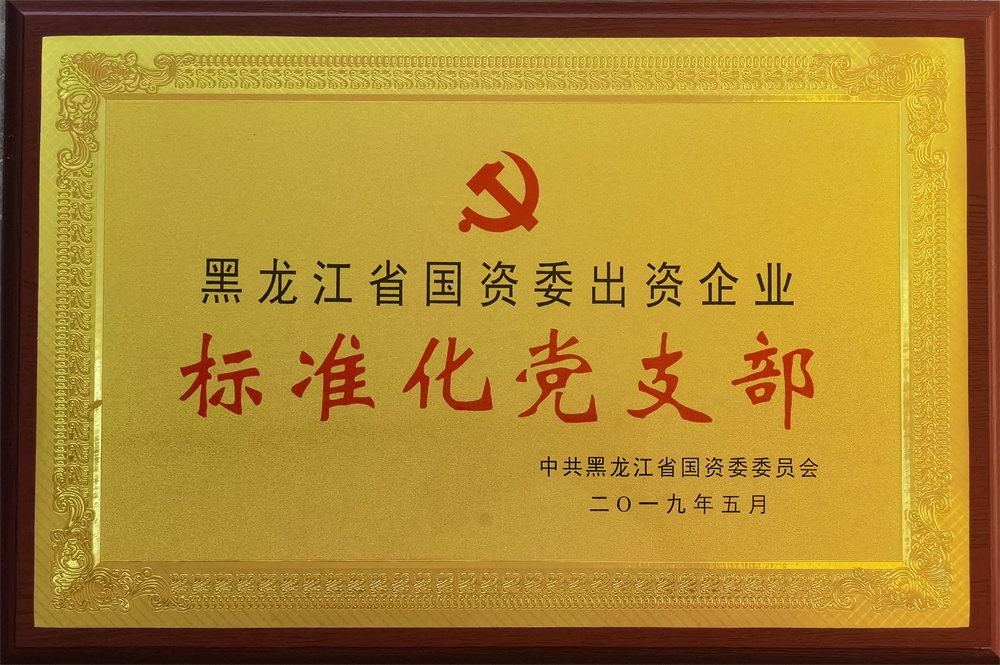 黑龙江省国资委出资企业
标准化党支部
中共黑龙江省国资委委员会
二〇一九年五月